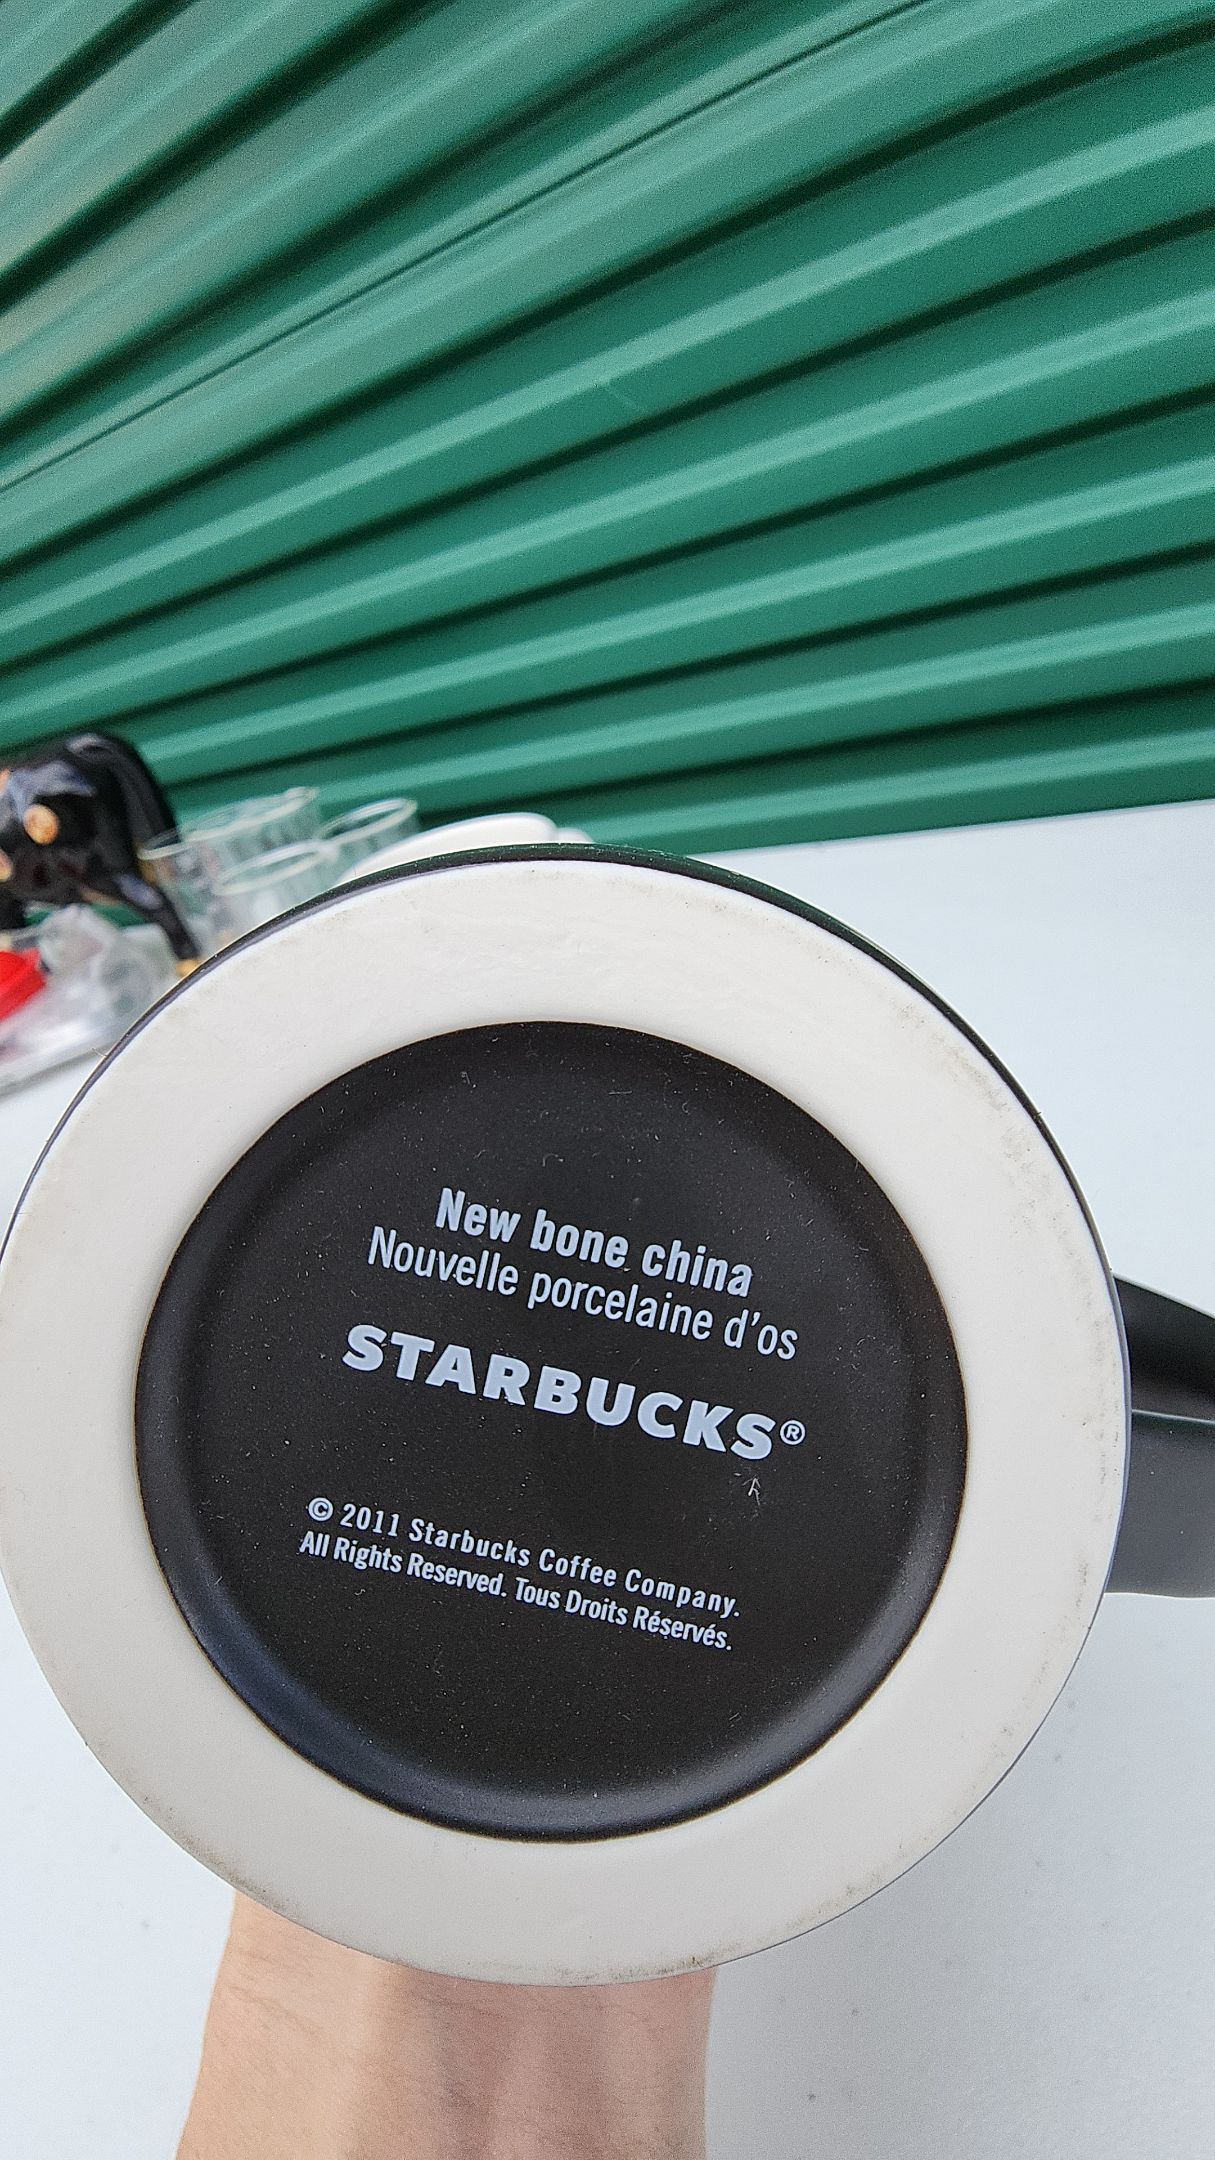 New bone china
Nouvelle porcelaine d'os
STARBUCKS®
© 2011 Starbucks Coffee Company.
All Rights Reserved. Tous Droits Réservés.